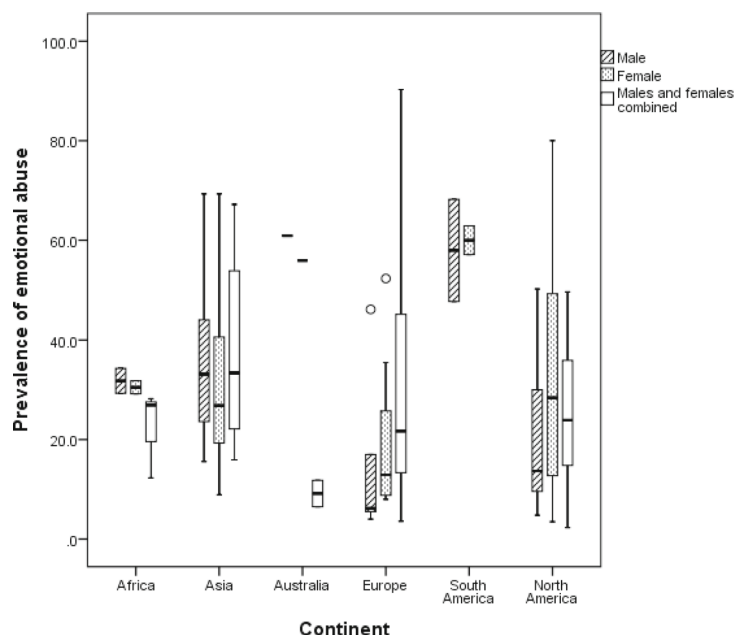 Prevalence of emotional abuse
100.0
80.0
60.0
40.0
20.0
.0
Male
Female
Males and females
combined
Africa
Asia
Australia
Europe
South
America
North
America
Continent